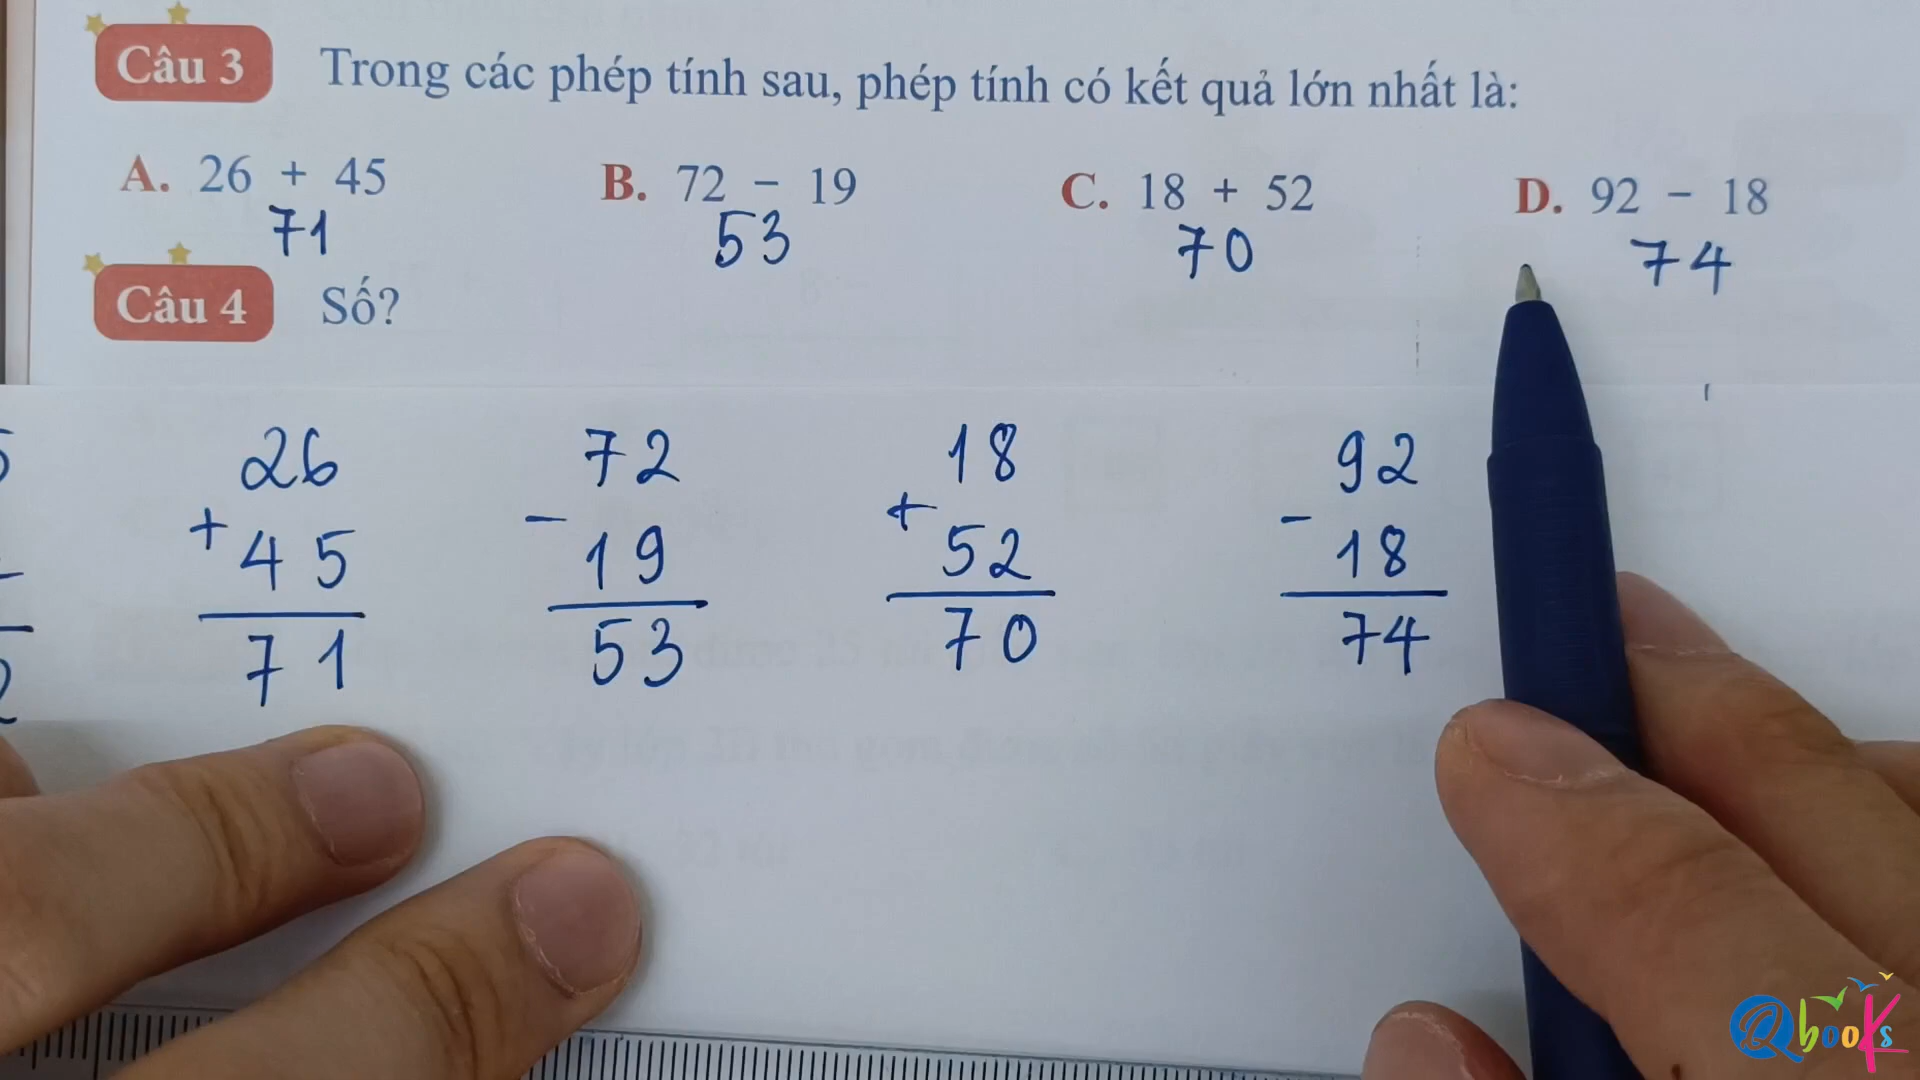 Câu 3 Trong các phép tính sau, phép tính có kết quả lớn nhất là:
A. 26 + 45 B. 72 - 19 C. 18 + 52 D. 92 - 18
71 53 70 74
Câu 4 Số?
26 72 18 92
+ - + -
45 19 52 18
71 53 70 74
Qbooks